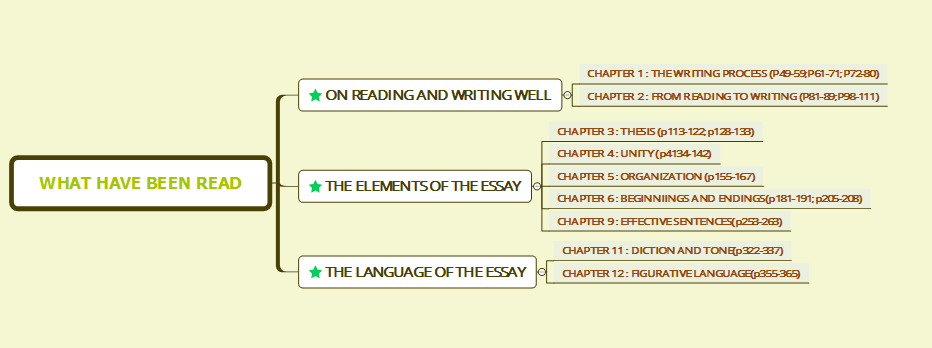 WHAT HAVE BEEN READ
ON READING AND WRITING WELL
CHAPTER 1 : THE WRITING PROCESS (P49-59;P61-71; P72-80)
CHAPTER 2 : FROM READING TO WRITING (P81-89;P98-111)
THE ELEMENTS OF THE ESSAY
CHAPTER 3 : THESIS (p113-122; p128-133)
CHAPTER 4 : UNITY (p4134-142)
CHAPTER 5 : ORGANIZATION (p155-167)
CHAPTER 6 : BEGINNIINGS AND ENDINGS(p181-191; p205-208)
CHAPTER 9 : EFFECTIVE SENTENCES(p253-263)
THE LANGUAGE OF THE ESSAY
CHAPTER 11 : DICTION AND TONE(p322-337)
CHAPTER 12 : FIGURATIVE LANGUAGE(p355-365)